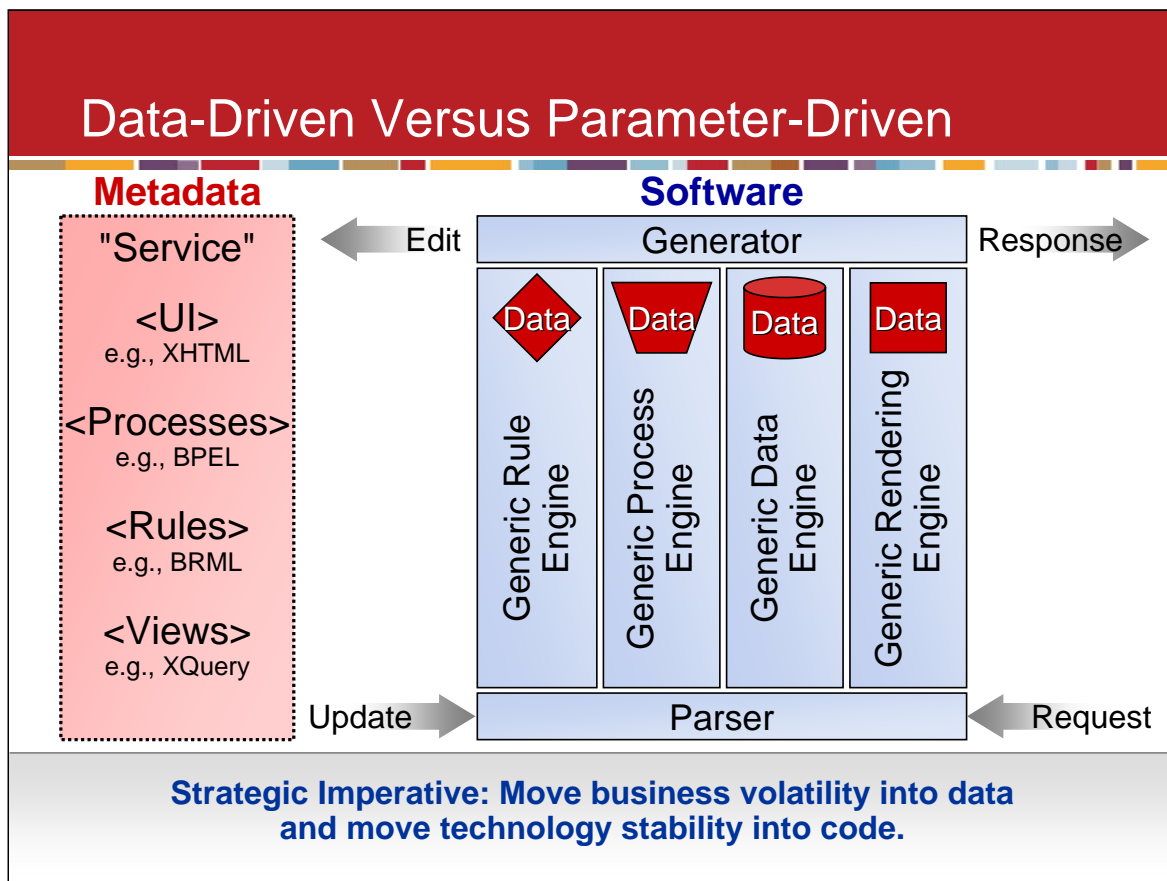 Data-Driven Versus Parameter-Driven
Metadata
"Service"
<UI>
e.g., XHTML
<Processes>
e.g., BPEL
<Rules>
e.g., BRML
<Views>
e.g., XQuery
Software
Edit
Generator
Response
Data
Data
Data
Data
Generic Rule
Engine
Generic Process
Engine
Generic Data
Engine
Generic Rendering
Engine
Update
Parser
Request
Strategic Imperative: Move business volatility into data
and move technology stability into code.